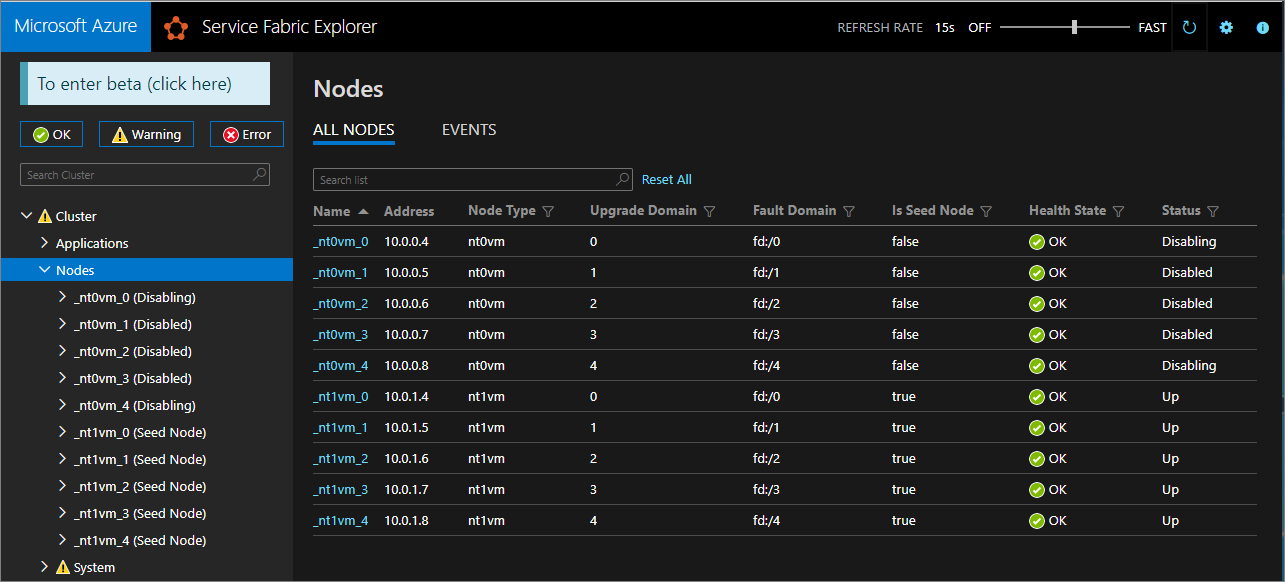 Microsoft Azure Service Fabric Explorer REFRESH RATE 15s OFF FAST
To enter beta (click here)
OK Warning Error
Search Cluster
Cluster
Applications
Nodes
_nt0vm_0 (Disabling)
_nt0vm_1 (Disabled)
_nt0vm_2 (Disabled)
_nt0vm_3 (Disabled)
_nt0vm_4 (Disabling)
_nt1vm_0 (Seed Node)
_nt1vm_1 (Seed Node)
_nt1vm_2 (Seed Node)
_nt1vm_3 (Seed Node)
_nt1vm_4 (Seed Node)
System
Nodes
ALL NODES EVENTS
Search list Reset All
Name Address Node Type Upgrade Domain Fault Domain Is Seed Node Health State Status
_nt0vm_0 10.0.0.4 nt0vm 0 fd:/0 false OK Disabling
_nt0vm_1 10.0.0.5 nt0vm 1 fd:/1 false OK Disabled
_nt0vm_2 10.0.0.6 nt0vm 2 fd:/2 false OK Disabled
_nt0vm_3 10.0.0.7 nt0vm 3 fd:/3 false OK Disabled
_nt0vm_4 10.0.0.8 nt0vm 4 fd:/4 false OK Disabling
_nt1vm_0 10.0.1.4 nt1vm 0 fd:/0 true OK Up
_nt1vm_1 10.0.1.5 nt1vm 1 fd:/1 true OK Up
_nt1vm_2 10.0.1.6 nt1vm 2 fd:/2 true OK Up
_nt1vm_3 10.0.1.7 nt1vm 3 fd:/3 true OK Up
_nt1vm_4 10.0.1.8 nt1vm 4 fd:/4 true OK Up